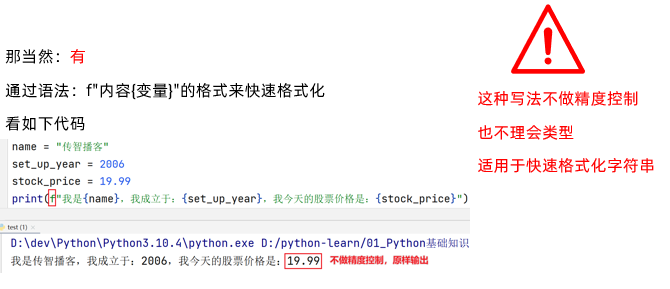 那当然：有
通过语法：f"内容{变量}"的格式来快速格式化
看如下代码
name = "传智播客"
set_up_year = 2006
stock_price = 19.99
print(f"我是{name}，我成立于：{set_up_year}，我今天的股票价格是：{stock_price}")
test (1) ×
D:\dev\Python\Python3.10.4\python.exe D:/python-learn/01_Python基础知识
我是传智播客，我成立于：2006，我今天的股票价格是：19.99 不做精度控制，原样输出
!
这种写法不做精度控制
也不理会类型
适用于快速格式化字符串